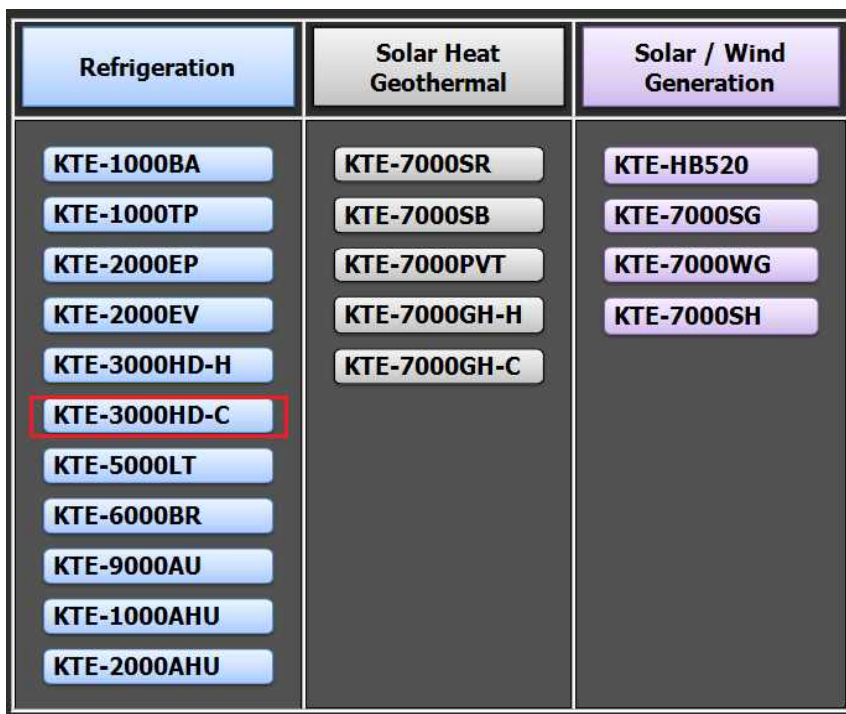 Refrigeration
Solar Heat
Geothermal
Solar / Wind
Generation
KTE-1000BA
KTE-1000TP
KTE-2000EP
KTE-2000EV
KTE-3000HD-H
KTE-3000HD-C
KTE-5000LT
KTE-6000BR
KTE-9000AU
KTE-1000AHU
KTE-2000AHU
KTE-7000SR
KTE-7000SB
KTE-7000PVT
KTE-7000GH-H
KTE-7000GH-C
KTE-HB520
KTE-7000SG
KTE-7000WG
KTE-7000SH